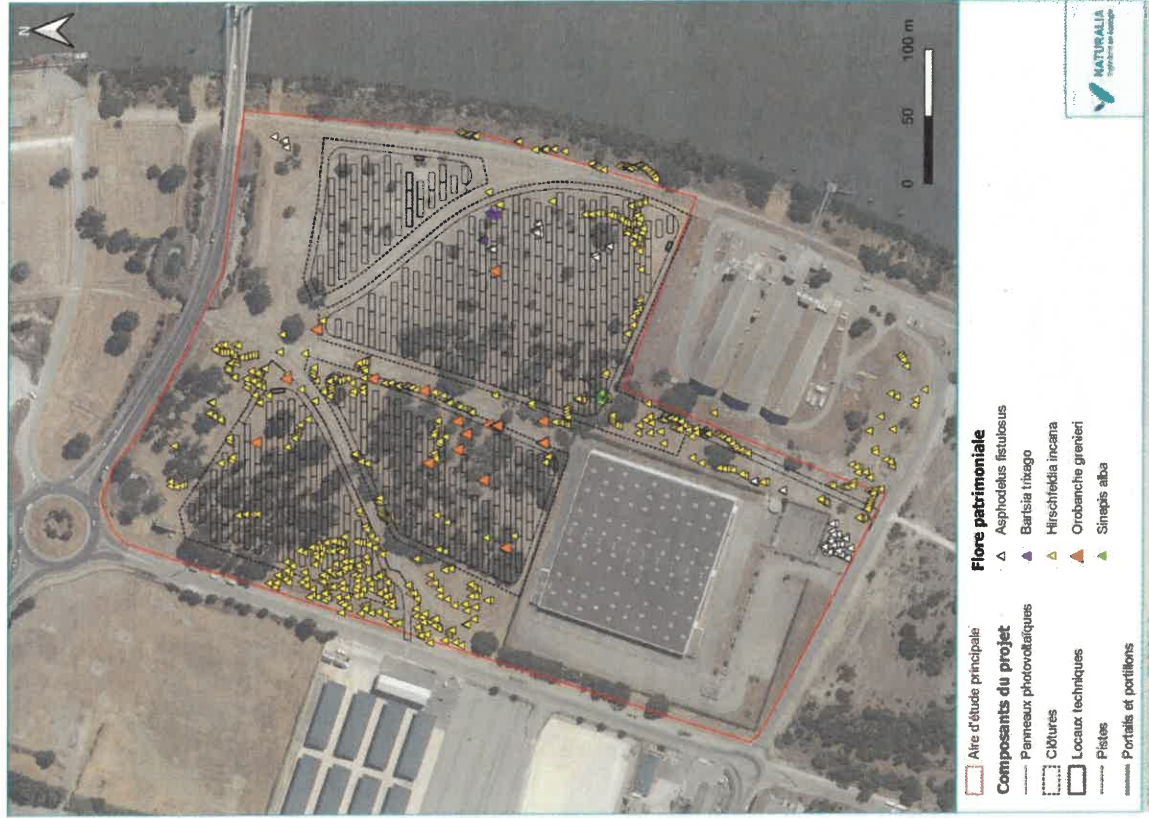 N
0 50 100 m
Aire d'étude principale
Composants du projet
Panneaux photovoltaïques
Clôtures
Locaux techniques
Pistes
Portails et portillons
Flore patrimoniale
Asphodelus fistulosus
Bartsia trixago
Hirschfeldia incana
Orobanche grenieri
Sinapis alba
NATURALIA